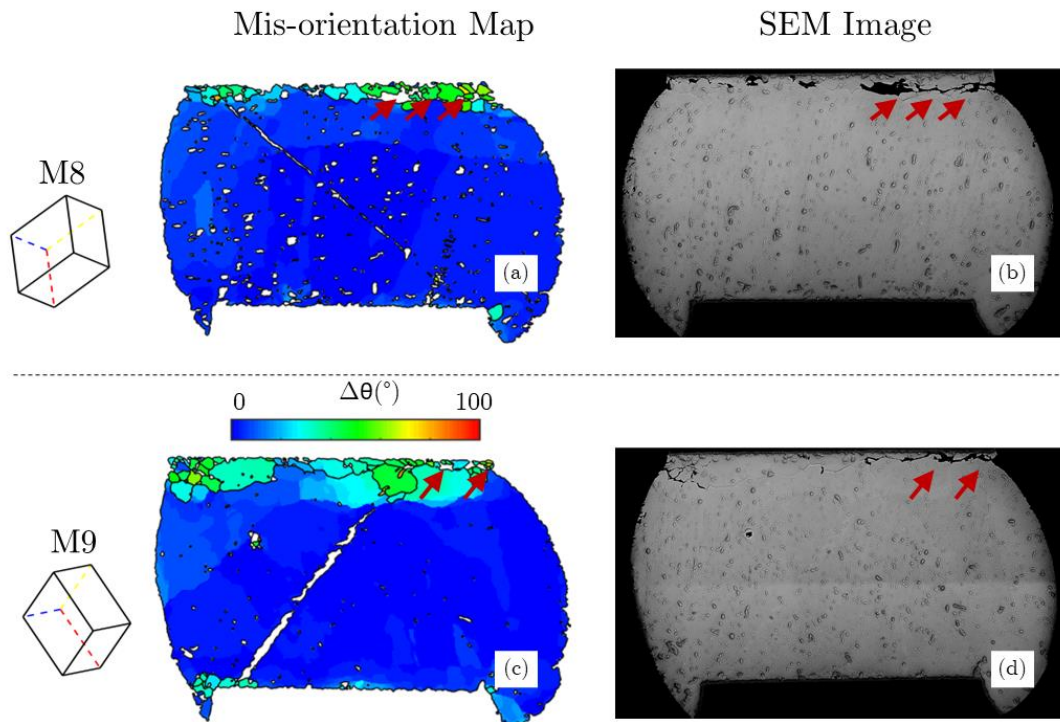 Mis-orientation Map
SEM Image
M8
(a)
(b)
Δθ(°)
0
100
M9
(c)
(d)